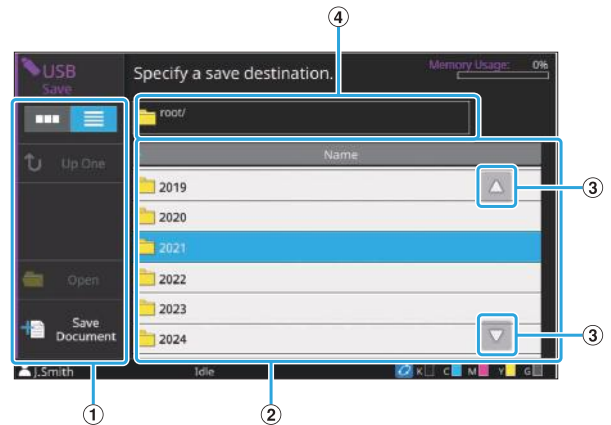 ④
USB
Save
Specify a save destination.
Memory Usage: 0%
root/
Up One
Name
2019
③
2020
2021
Open
2022
2023
Save
Document
2024
③
J.Smith
Idle
K C M Y G
①
②